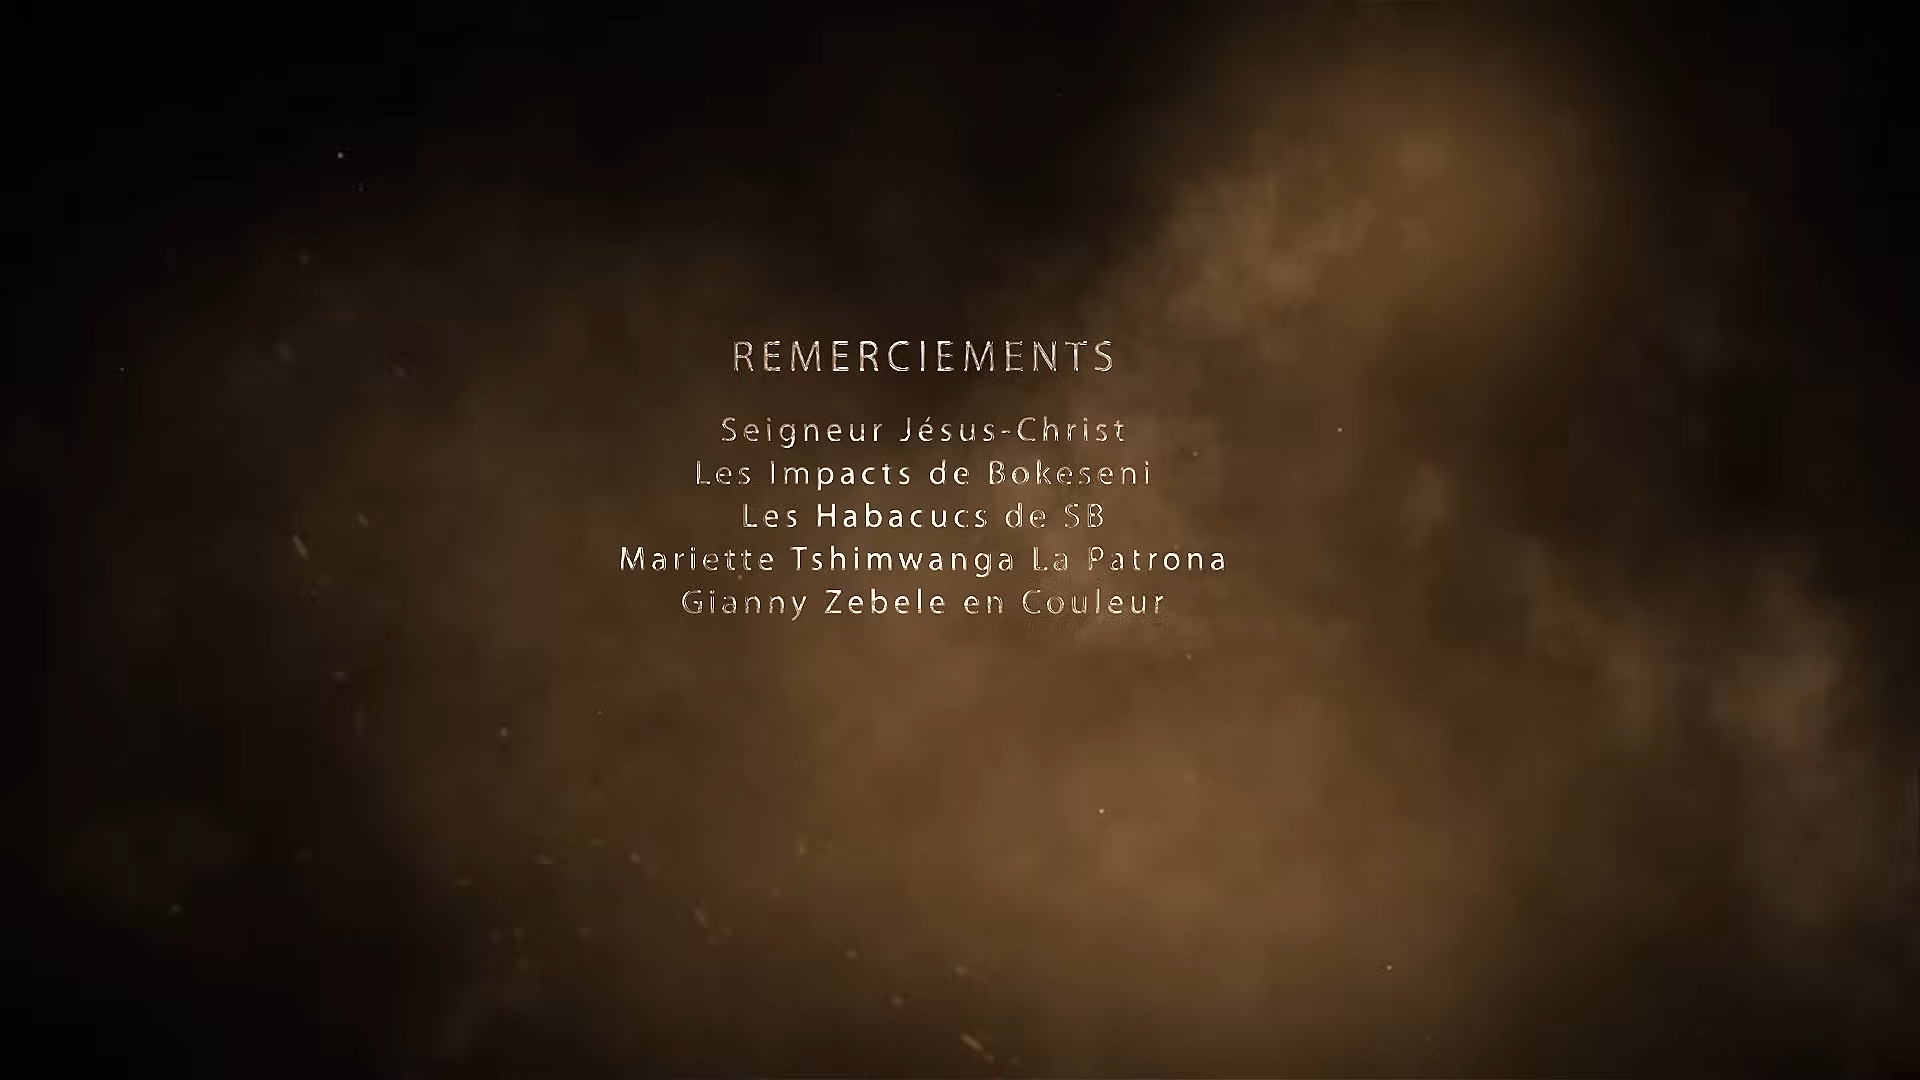 REMERCIEMENTS
Seigneur Jésus-Christ
Les Impacts de Bokeseni
Les Habacucs de SB
Mariette Tshimwanga La Patrona
Gianny Zebele en Couleur